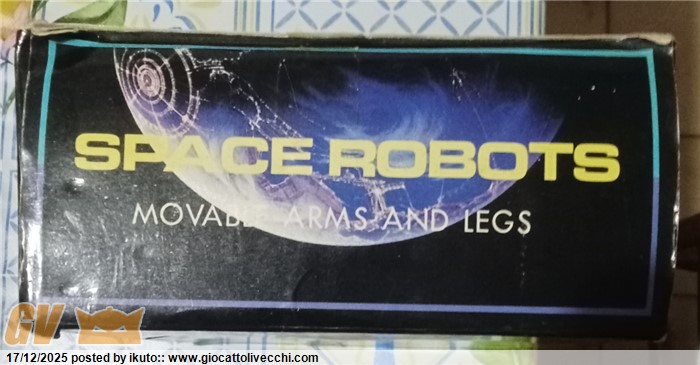 SPACE ROBOTS
MOVABLE ARMS AND LEGS
GV
17/12/2025 posted by ikuto:: www.giocattolivecchi.com